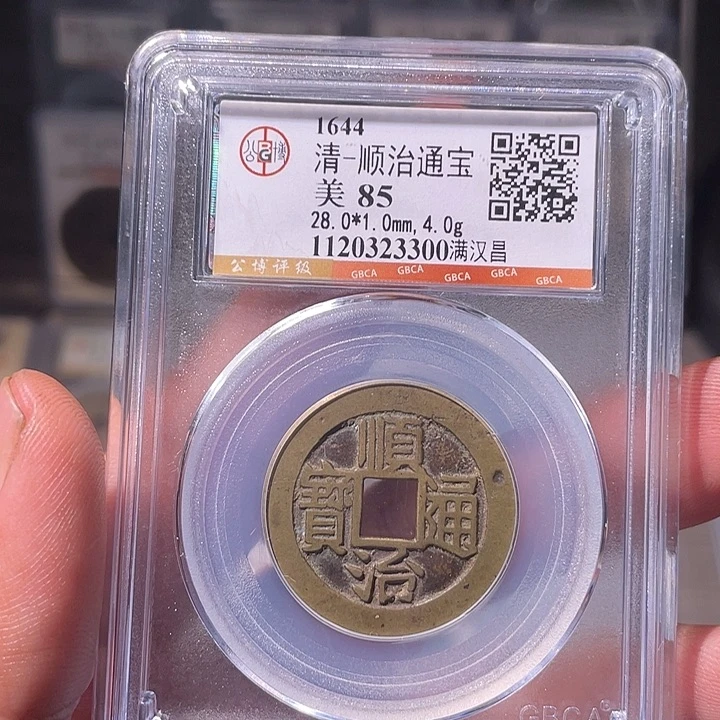 1644
清-顺治通宝
美 85
28.0*1.0mm, 4.0g
1120323300满汉昌
公博评级 GBCA GBCA GBCA GBCA GBCA
公博
順
寶 通
治
GBCA®